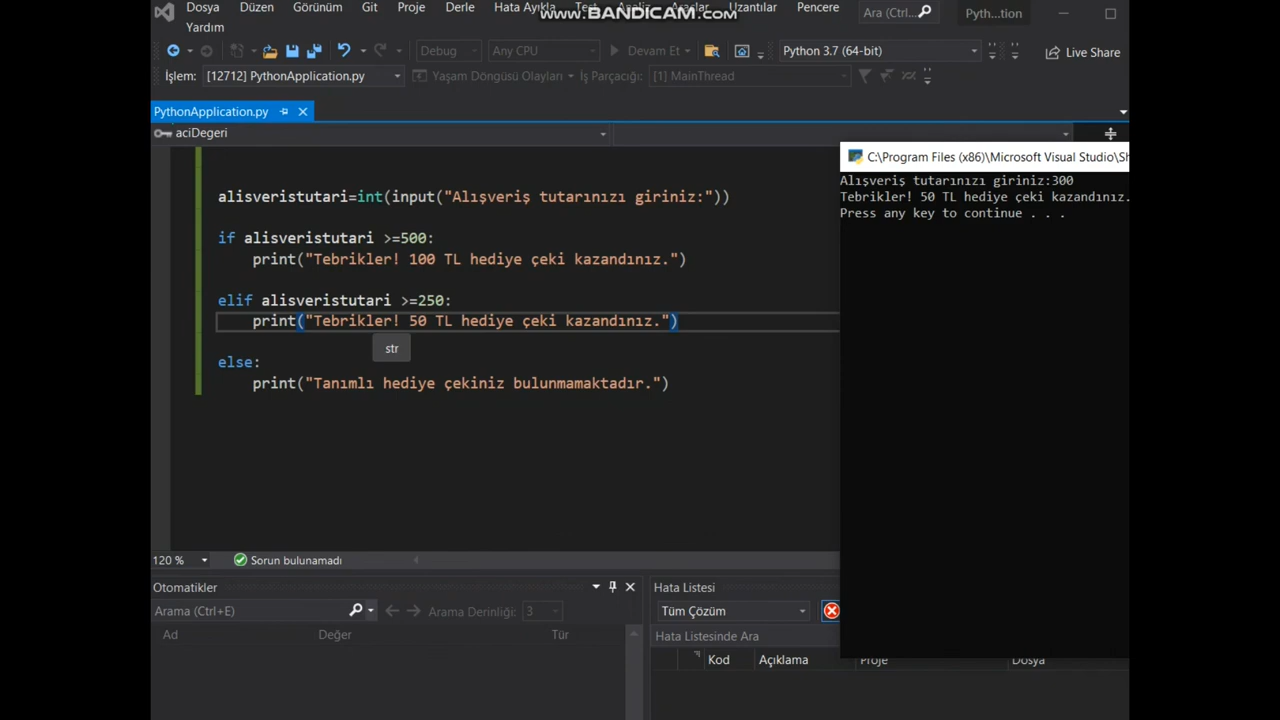 Dosya Düzen Görünüm Git Proje Derle Hata Ayıkla Test Araçlar Uzantılar Pencere Ara (Ctrl... Pyth...tion
www.BANDICAM.com
Yardım
Debug Any CPU Devam Et Python 3.7 (64-bit) Live Share
İşlem: [12712] PythonApplication.py Yaşam Döngüsü Olayları İş Parçacığı: [1] MainThread
PythonApplication.py
aciDegeri
alisveristutari=int(input("Alışveriş tutarınızı giriniz:"))
if alisveristutari >=500:
print("Tebrikler! 100 TL hediye çeki kazandınız.")
elif alisveristutari >=250:
print("Tebrikler! 50 TL hediye çeki kazandınız.")
str
else:
print("Tanımlı hediye çekiniz bulunmamaktadır.")
C:\Program Files (x86)\Microsoft Visual Studio\Sh
Alışveriş tutarınızı giriniz:300
Tebrikler! 50 TL hediye çeki kazandınız.
Press any key to continue . . .
120 % Sorun bulunamadı
Otomatikler
Arama (Ctrl+E) Arama Derinliği: 3
Ad Değer Tür
Hata Listesi
Tüm Çözüm
Hata Listesinde Ara
Kod Açıklama Proje Dosya